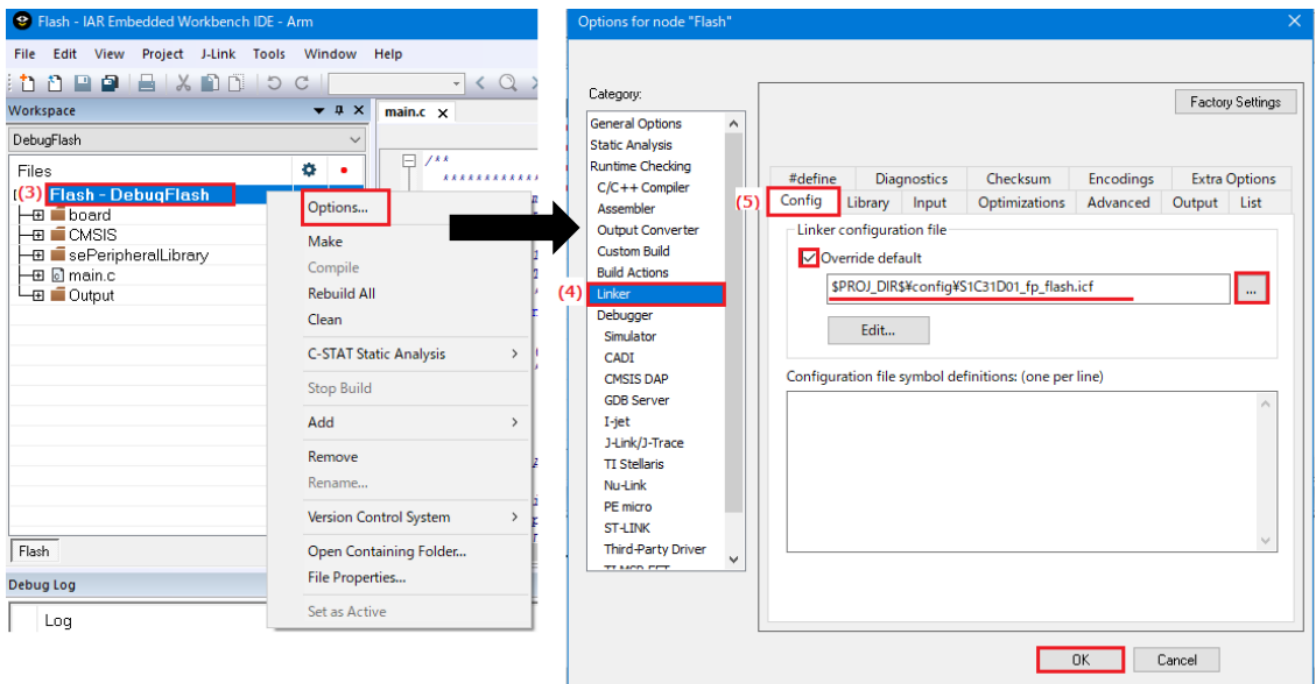 Flash - IAR Embedded Workbench IDE - Arm
File Edit View Project J-Link Tools Window Help
Workspace
main.c
DebugFlash
Files
(3) Flash - DebugFlash
board
CMSIS
sePeripheralLibrary
main.c
Output
Flash
Debug Log
Log
/**
Options...
Make
Compile
Rebuild All
Clean
C-STAT Static Analysis
Stop Build
Add
Remove
Rename...
Version Control System
Open Containing Folder...
File Properties...
Set as Active
Options for node "Flash"
Category:
General Options
Static Analysis
Runtime Checking
C/C++ Compiler
Assembler
Output Converter
Custom Build
Build Actions
(4) Linker
Debugger
Simulator
CADI
CMSIS DAP
GDB Server
I-jet
J-Link/J-Trace
TI Stellaris
Nu-Link
PE micro
ST-LINK
Third-Party Driver
Factory Settings
#define Diagnostics Checksum Encodings Extra Options
(5) Config Library Input Optimizations Advanced Output List
Linker configuration file
Override default
$PROJ_DIR$¥config¥S1C31D01_fp_flash.icf
...
Edit...
Configuration file symbol definitions: (one per line)
OK Cancel